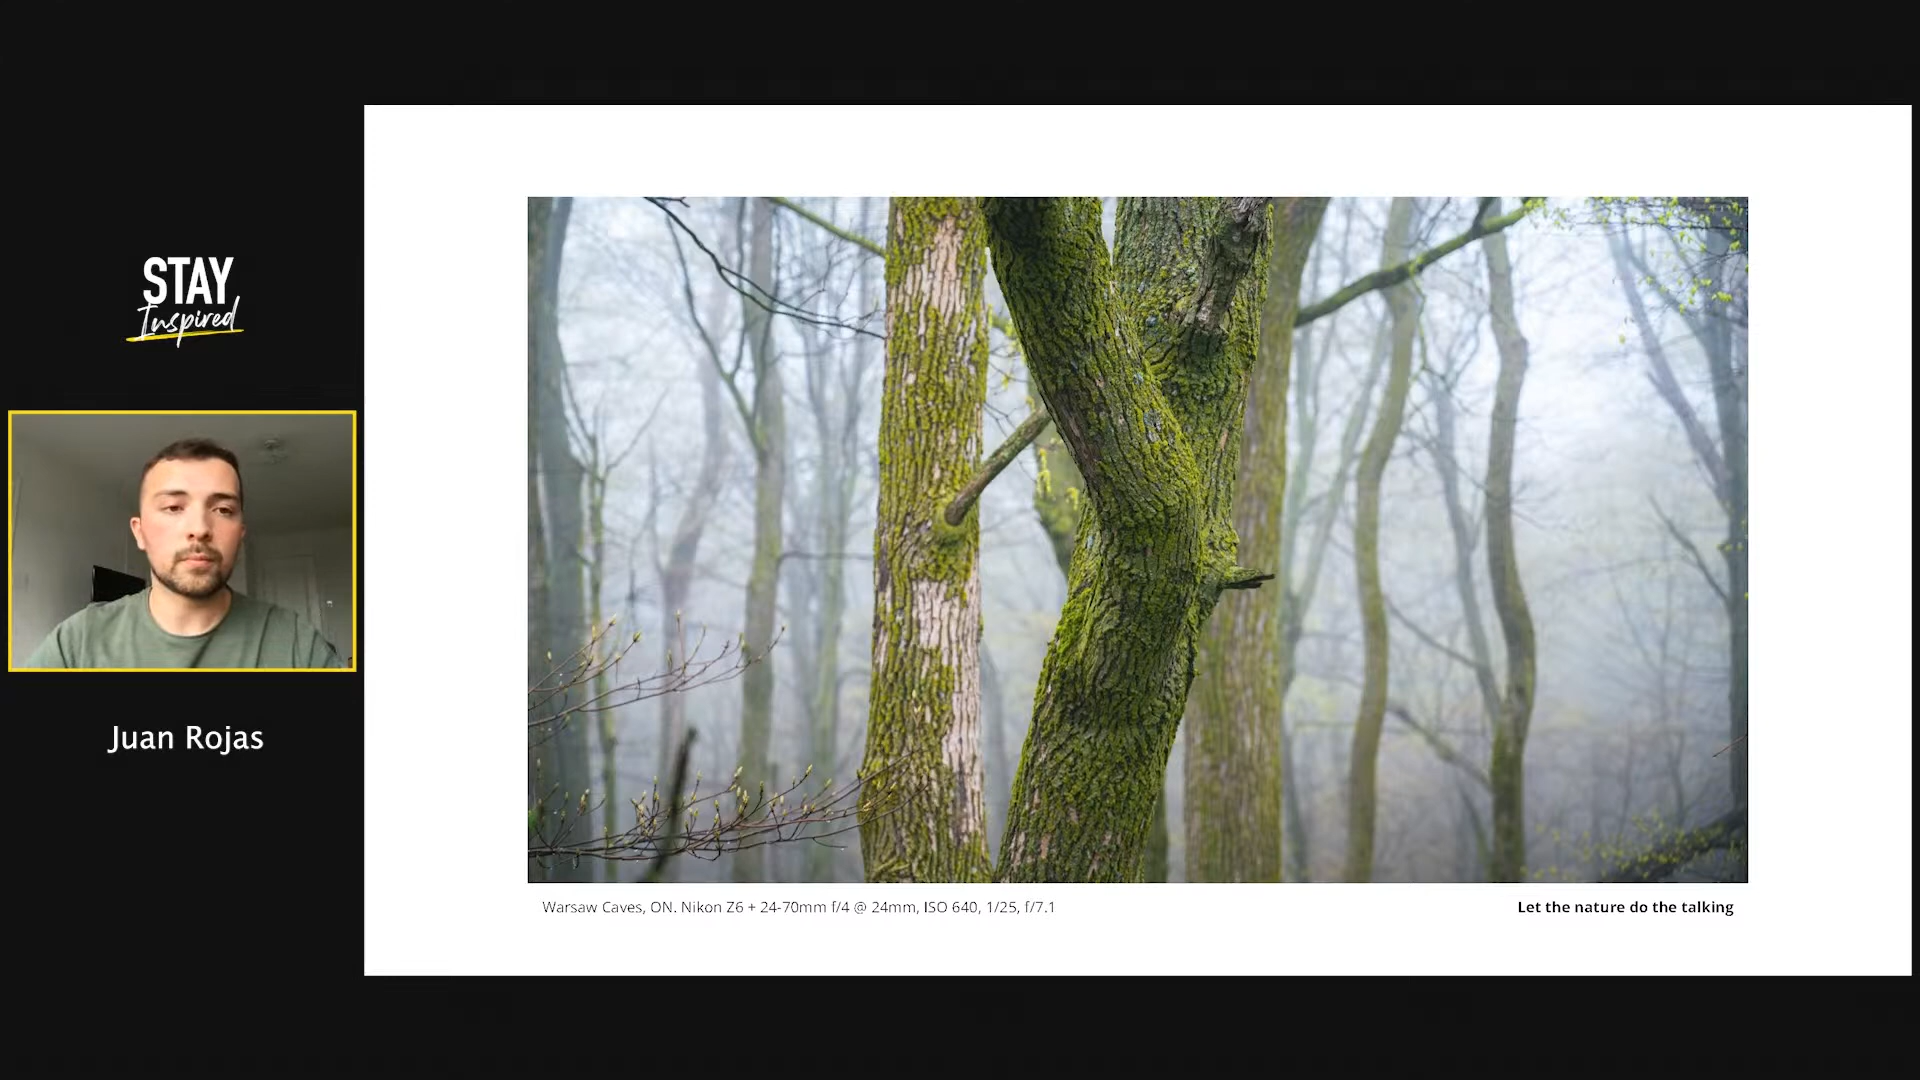 STAY
Inspired
Juan Rojas
Warsaw Caves, ON. Nikon Z6 + 24-70mm f/4 @ 24mm, ISO 640, 1/25, f/7.1
Let the nature do the talking